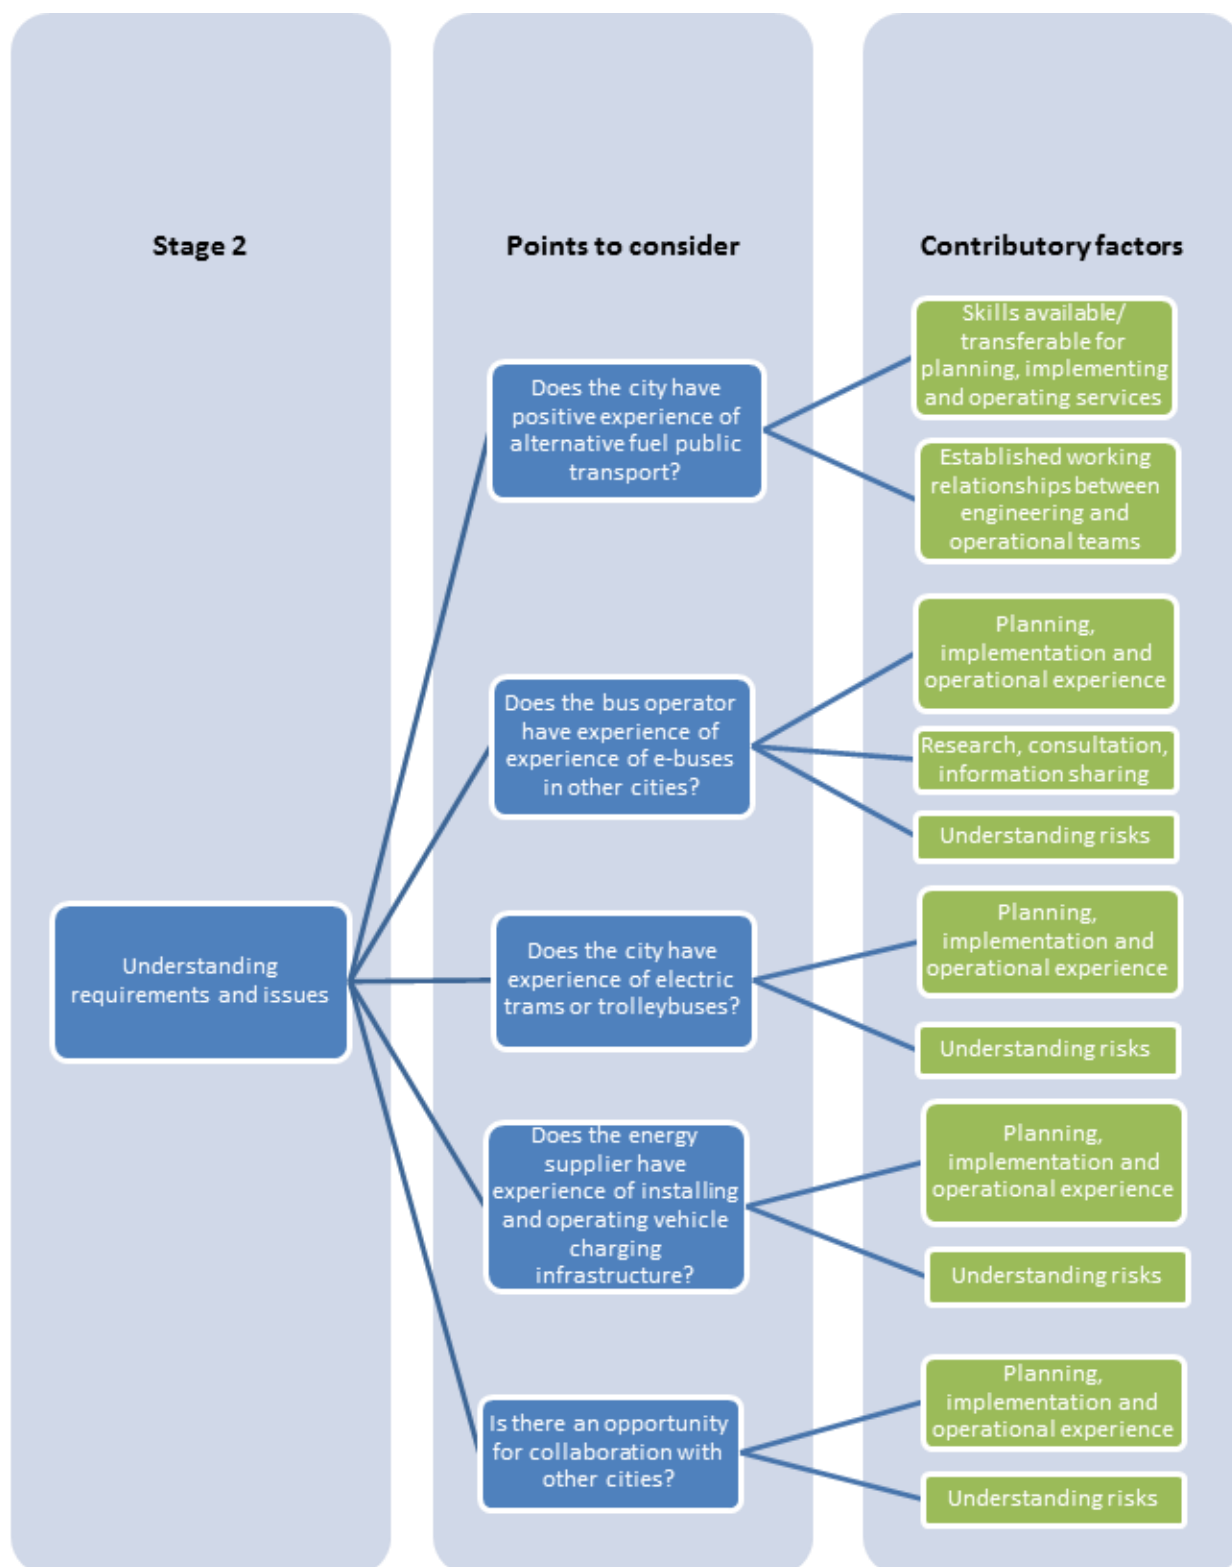 Stage 2
Points to consider
Contributory factors
Understanding
requirements and issues
Does the city have
positive experience of
alternative fuel public
transport?
Skills available/
transferable for
planning, implementing
and operating services
Established working
relationships between
engineering and
operational teams
Does the bus operator
have experience of
experience of e-buses
in other cities?
Planning,
implementation and
operational experience
Research, consultation,
information sharing
Understanding risks
Does the city have
experience of electric
trams or trolleybuses?
Planning,
implementation and
operational experience
Understanding risks
Does the energy
supplier have
experience of installing
and operating vehicle
charging
infrastructure?
Planning,
implementation and
operational experience
Understanding risks
Is there an opportunity
for collaboration with
other cities?
Planning,
implementation and
operational experience
Understanding risks